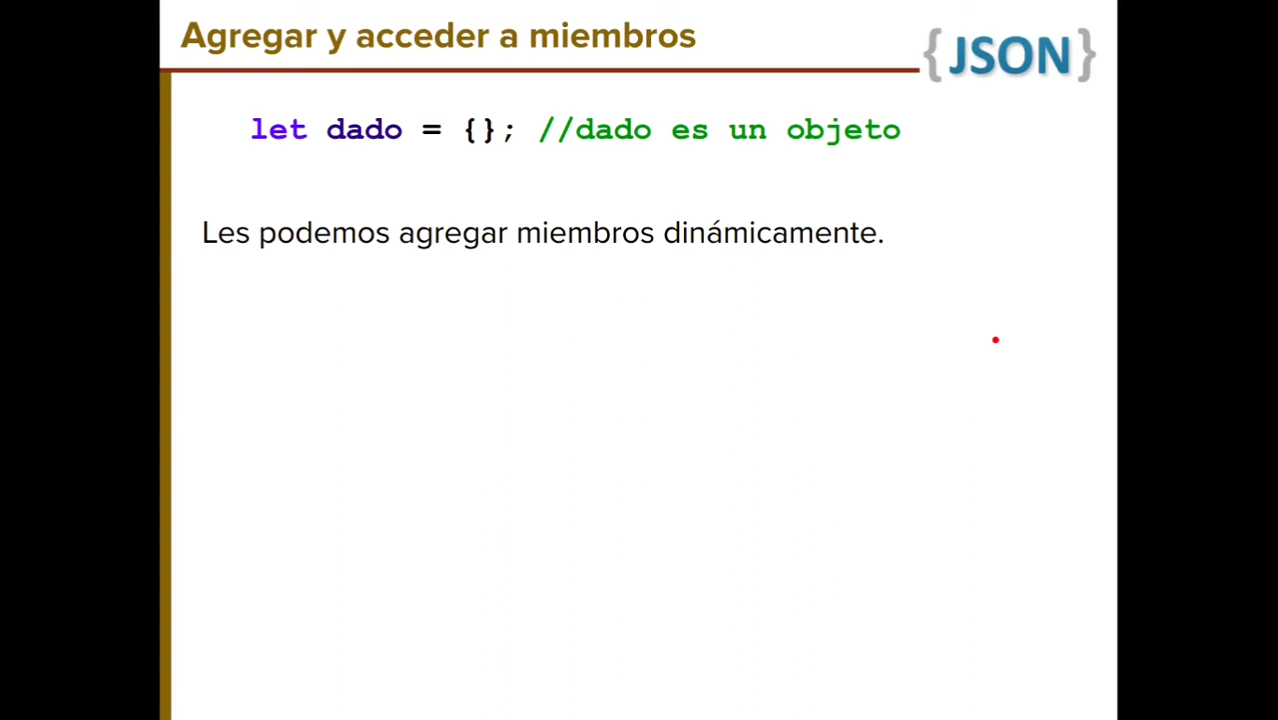 Agregar y acceder a miembros
{JSON}
let dado = {}; //dado es un objeto
Les podemos agregar miembros dinámicamente.